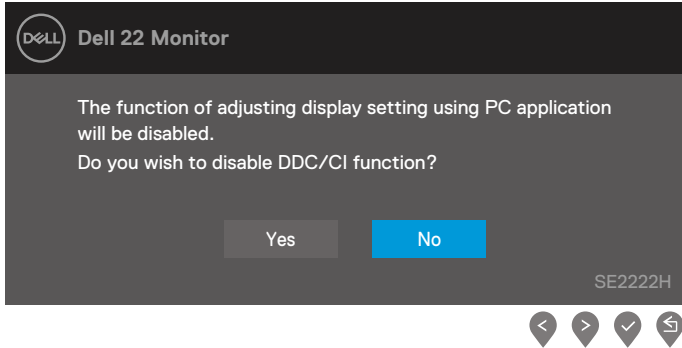 DELL Dell 22 Monitor
The function of adjusting display setting using PC application
will be disabled.
Do you wish to disable DDC/CI function?
Yes No
SE2222H